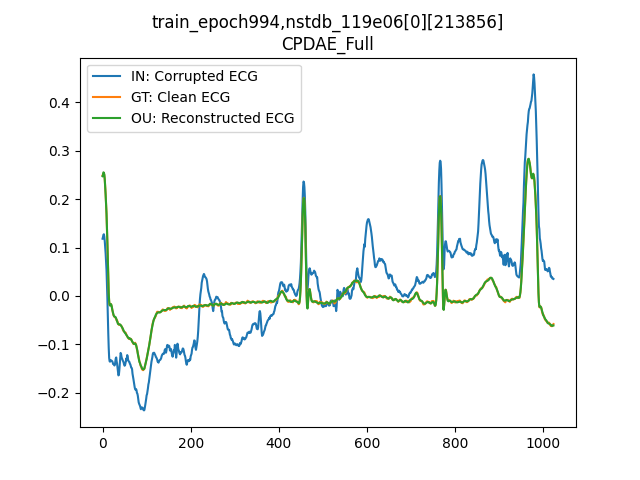 train_epoch994,nstdb_119e06[0][213856]
CPDAE_Full
IN: Corrupted ECG
GT: Clean ECG
OU: Reconstructed ECG
0.4
0.3
0.2
0.1
0.0
−0.1
−0.2
0 200 400 600 800 1000